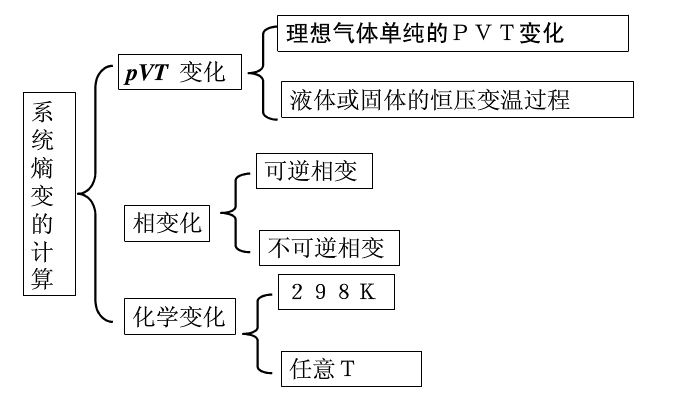 系统熵变的计算
pVT 变化
理想气体单纯的ＰＶＴ变化
液体或固体的恒压变温过程
相变化
可逆相变
不可逆相变
化学变化
２９８Ｋ
任意Ｔ